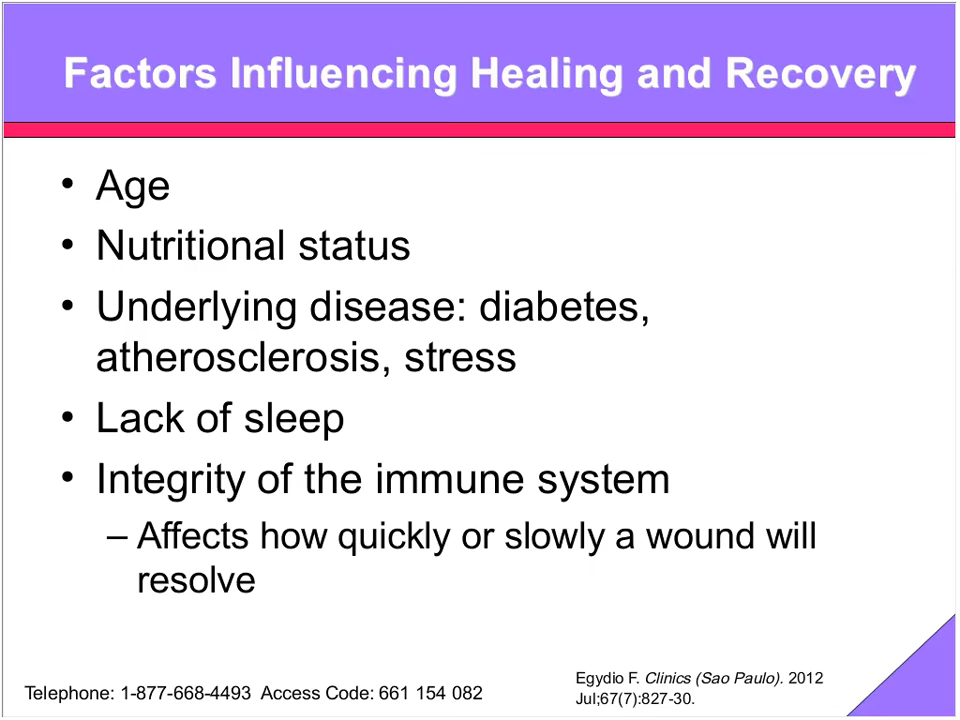 Factors Influencing Healing and Recovery
• Age
• Nutritional status
• Underlying disease: diabetes,
atherosclerosis, stress
• Lack of sleep
• Integrity of the immune system
– Affects how quickly or slowly a wound will
resolve
Telephone: 1-877-668-4493 Access Code: 661 154 082
Egydio F. Clinics (Sao Paulo). 2012
Jul;67(7):827-30.